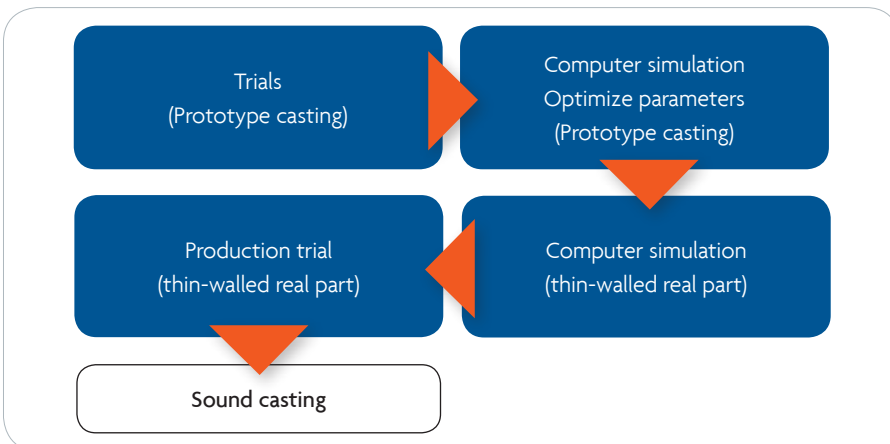 Trials
(Prototype casting)
Computer simulation
Optimize parameters
(Prototype casting)
Computer simulation
(thin-walled real part)
Production trial
(thin-walled real part)
Sound casting